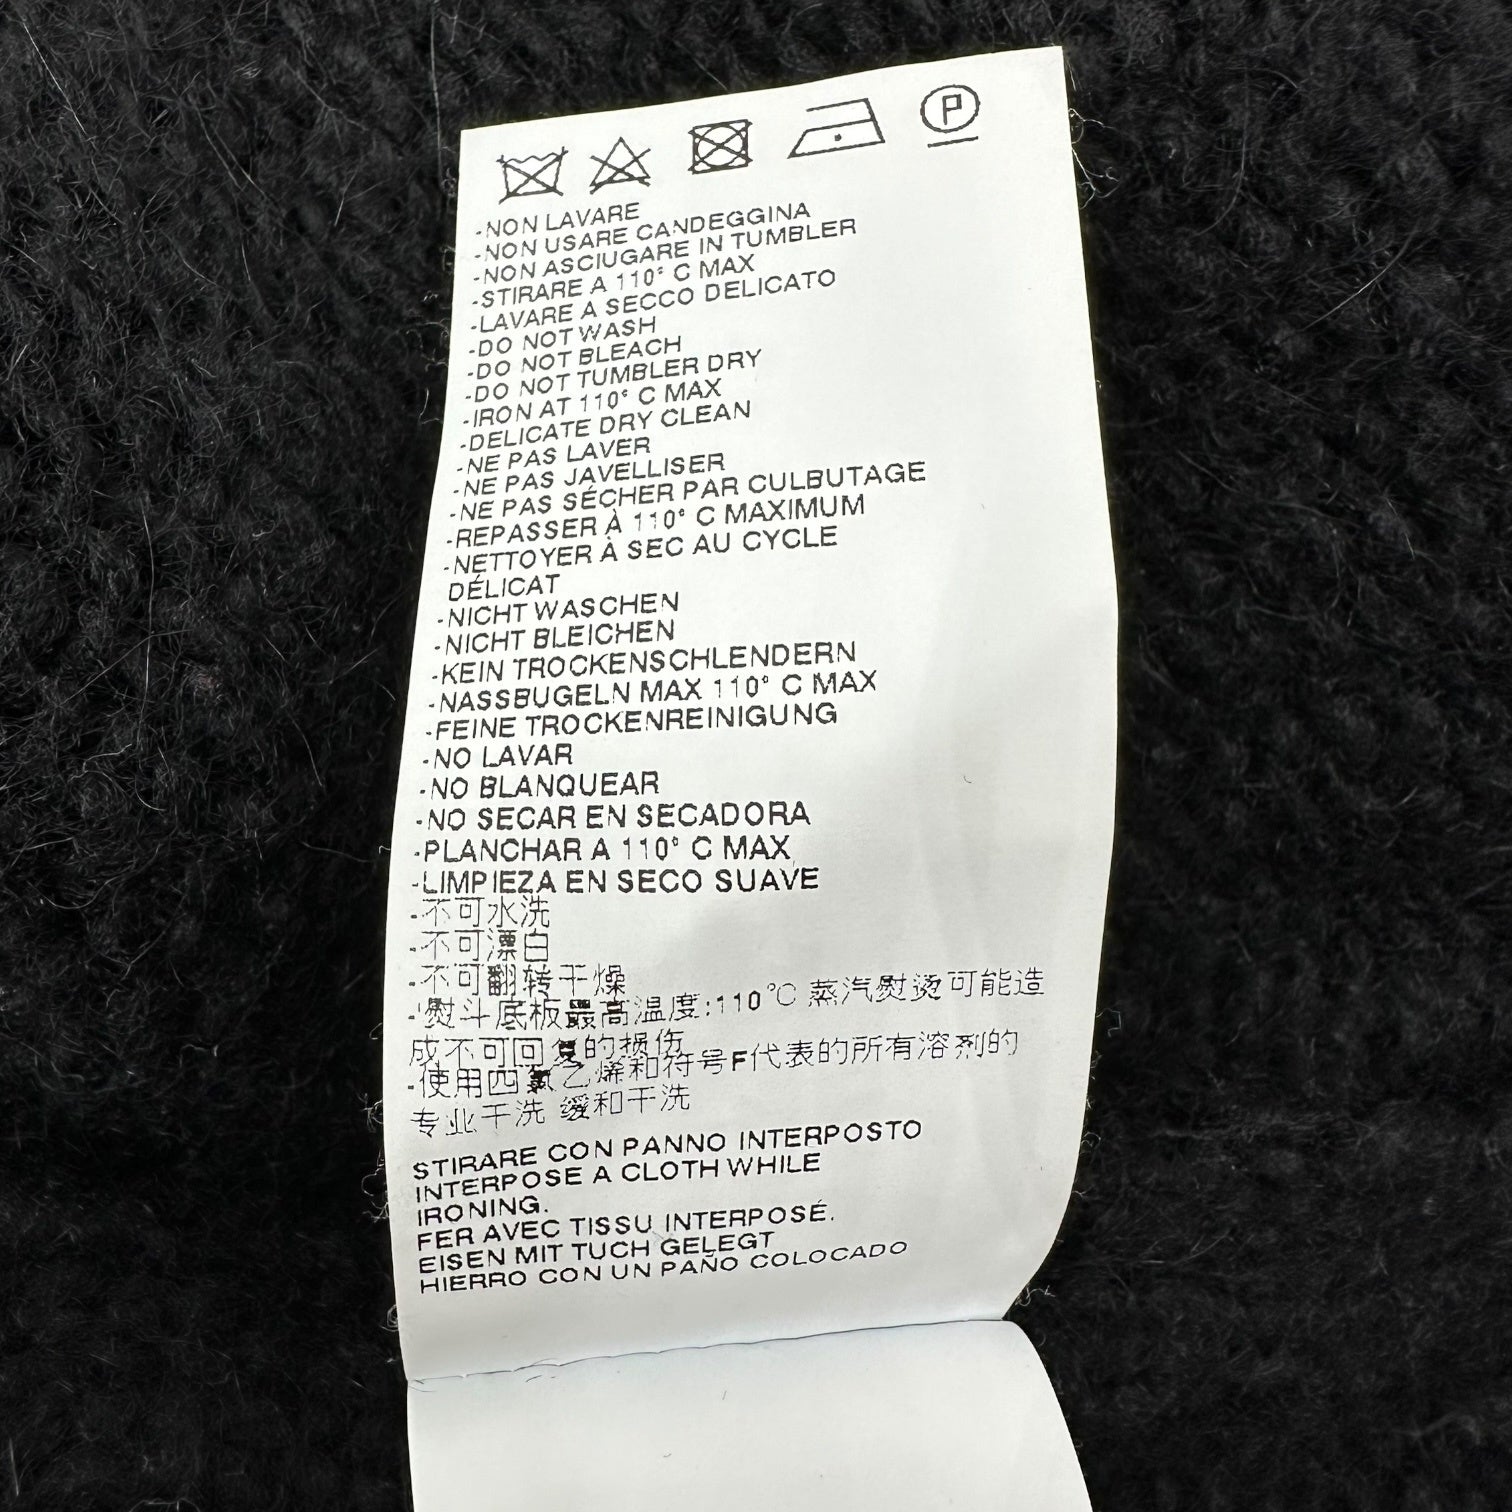 P
-NON LAVARE
-NON USARE CANDEGGINA
-NON ASCIUGARE IN TUMBLER
-STIRARE A 110° C MAX
-LAVARE A SECCO DELICATO
-DO NOT WASH
-DO NOT BLEACH
-DO NOT TUMBLER DRY
-IRON AT 110° C MAX
-DELICATE DRY CLEAN
-NE PAS LAVER
-NE PAS JAVELLISER
-NE PAS SÉCHER PAR CULBUTAGE
-REPASSER À 110° C MAXIMUM
-NETTOYER À SEC AU CYCLE
DÉLICAT
-NICHT WASCHEN
-NICHT BLEICHEN
-KEIN TROCKENSCHLENDERN
-NASSBUGELN MAX 110° C MAX
-FEINE TROCKENREINIGUNG
-NO LAVAR
-NO BLANQUEAR
-NO SECAR EN SECADORA
-PLANCHAR A 110° C MAX
-LIMPIEZA EN SECO SUAVE
-不可水洗
-不可漂白
-不可翻转干燥
-熨斗底板最高温度:110℃ 蒸汽熨烫可能造
成不可回复的损伤
-使用四氯乙烯和符号F代表的所有溶剂的
专业干洗 缓和干洗
STIRARE CON PANNO INTERPOSTO
INTERPOSE A CLOTH WHILE
IRONING.
FER AVEC TISSU INTERPOSÉ.
EISEN MIT TUCH GELEGT
HIERRO CON UN PAÑO COLOCADO